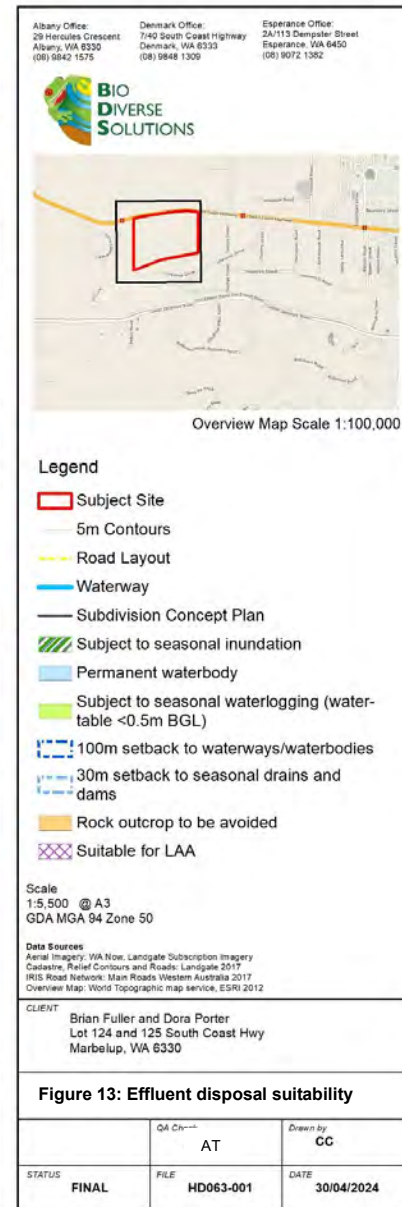 Albany Office:
29 Hercules Crescent
Albany, WA 6330
(08) 9842 1575
Denmark Office:
7/40 South Coast Highway
Denmark, WA 6333
(08) 9848 1309
Esperance Office:
2A/113 Dempster Street
Esperance, WA 6450
(08) 9072 1382
BIO
DIVERSE
SOLUTIONS
Overview Map Scale 1:100,000
Legend
Subject Site
5m Contours
Road Layout
Waterway
Subdivision Concept Plan
Subject to seasonal inundation
Permanent waterbody
Subject to seasonal waterlogging (water-
table <0.5m BGL)
100m setback to waterways/waterbodies
30m setback to seasonal drains and
dams
Rock outcrop to be avoided
Suitable for LAA
Scale
1:5,500 @ A3
GDA MGA 94 Zone 50
Data Sources
Aerial Imagery: WA Now, Landgate Subscription Imagery
Cadastre, Relief Contours and Roads: Landgate 2017
IRIS Road Network: Main Roads Western Australia 2017
Overview Map: World Topographic map service, ESRI 2012
CLIENT
Brian Fuller and Dora Porter
Lot 124 and 125 South Coast Hwy
Marbelup, WA 6330
Figure 13: Effluent disposal suitability
QA
AT
Drawn by
CC
STATUS
FINAL
FILE
HD063-001
DATE
30/04/2024